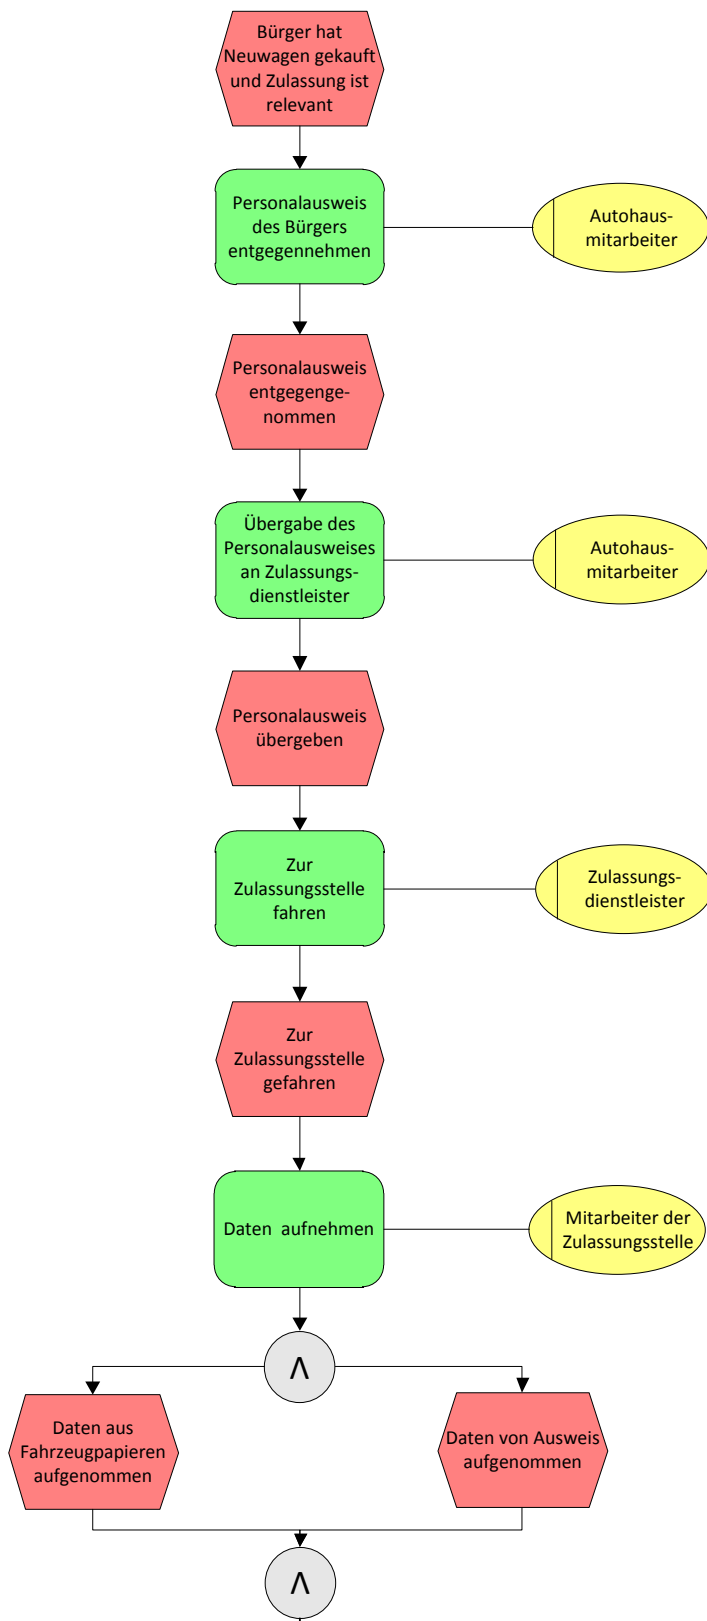 Bürger hat
Neuwagen gekauft
und Zulassung ist
relevant
Personalausweis
des Bürgers
entgegennehmen
Autohaus-
mitarbeiter
Personalausweis
entgegenge-
nommen
Übergabe des
Personalausweises
an Zulassungs-
dienstleister
Autohaus-
mitarbeiter
Personalausweis
übergeben
Zur
Zulassungsstelle
fahren
Zulassungs-
dienstleister
Zur
Zulassungsstelle
gefahren
Daten aufnehmen
Mitarbeiter der
Zulassungsstelle
Λ
Daten aus
Fahrzeugpapieren
aufgenommen
Daten von Ausweis
aufgenommen
Λ